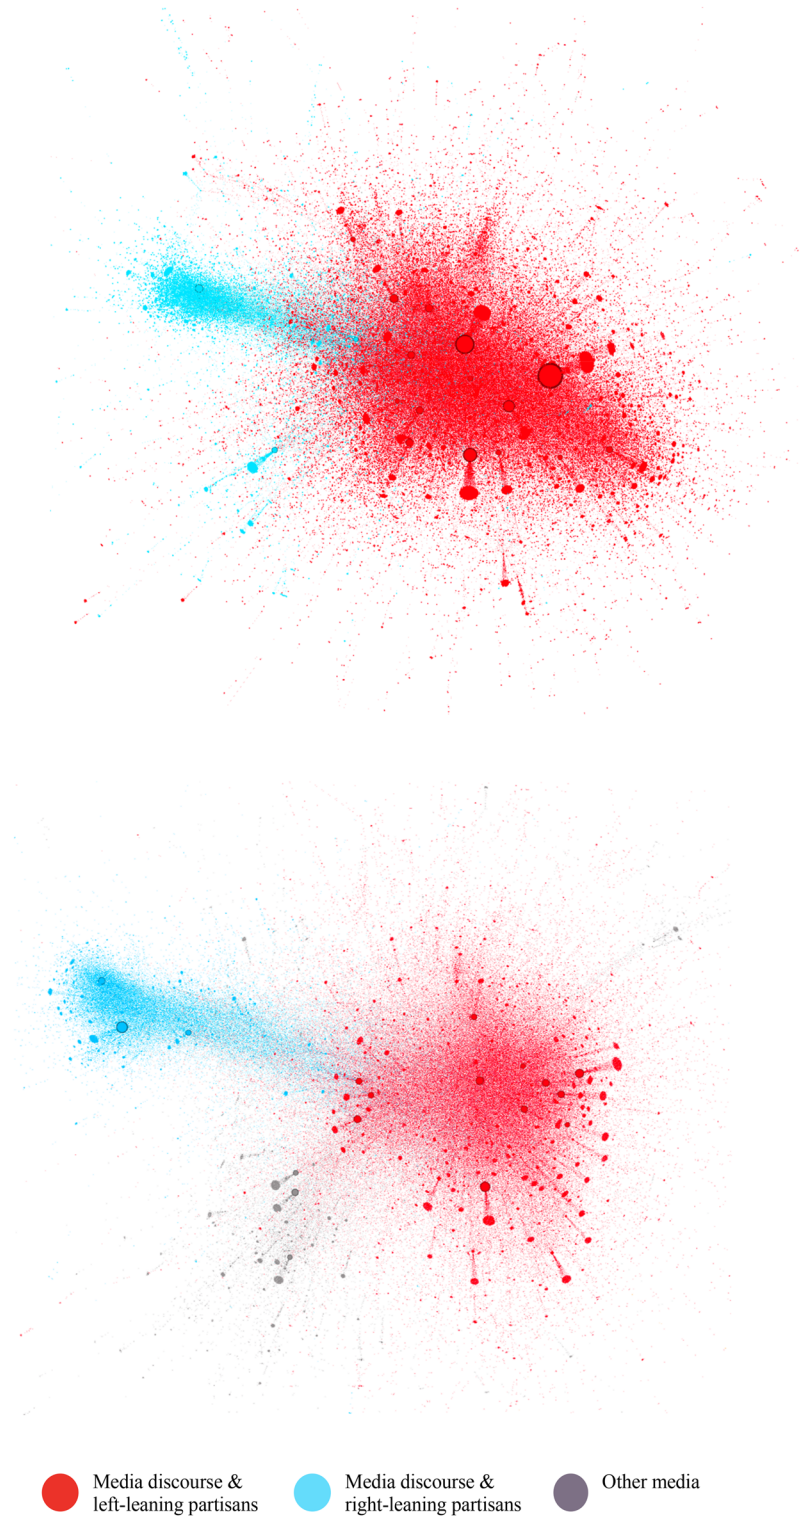 Media discourse &
left-leaning partisans
Media discourse &
right-leaning partisans
Other media